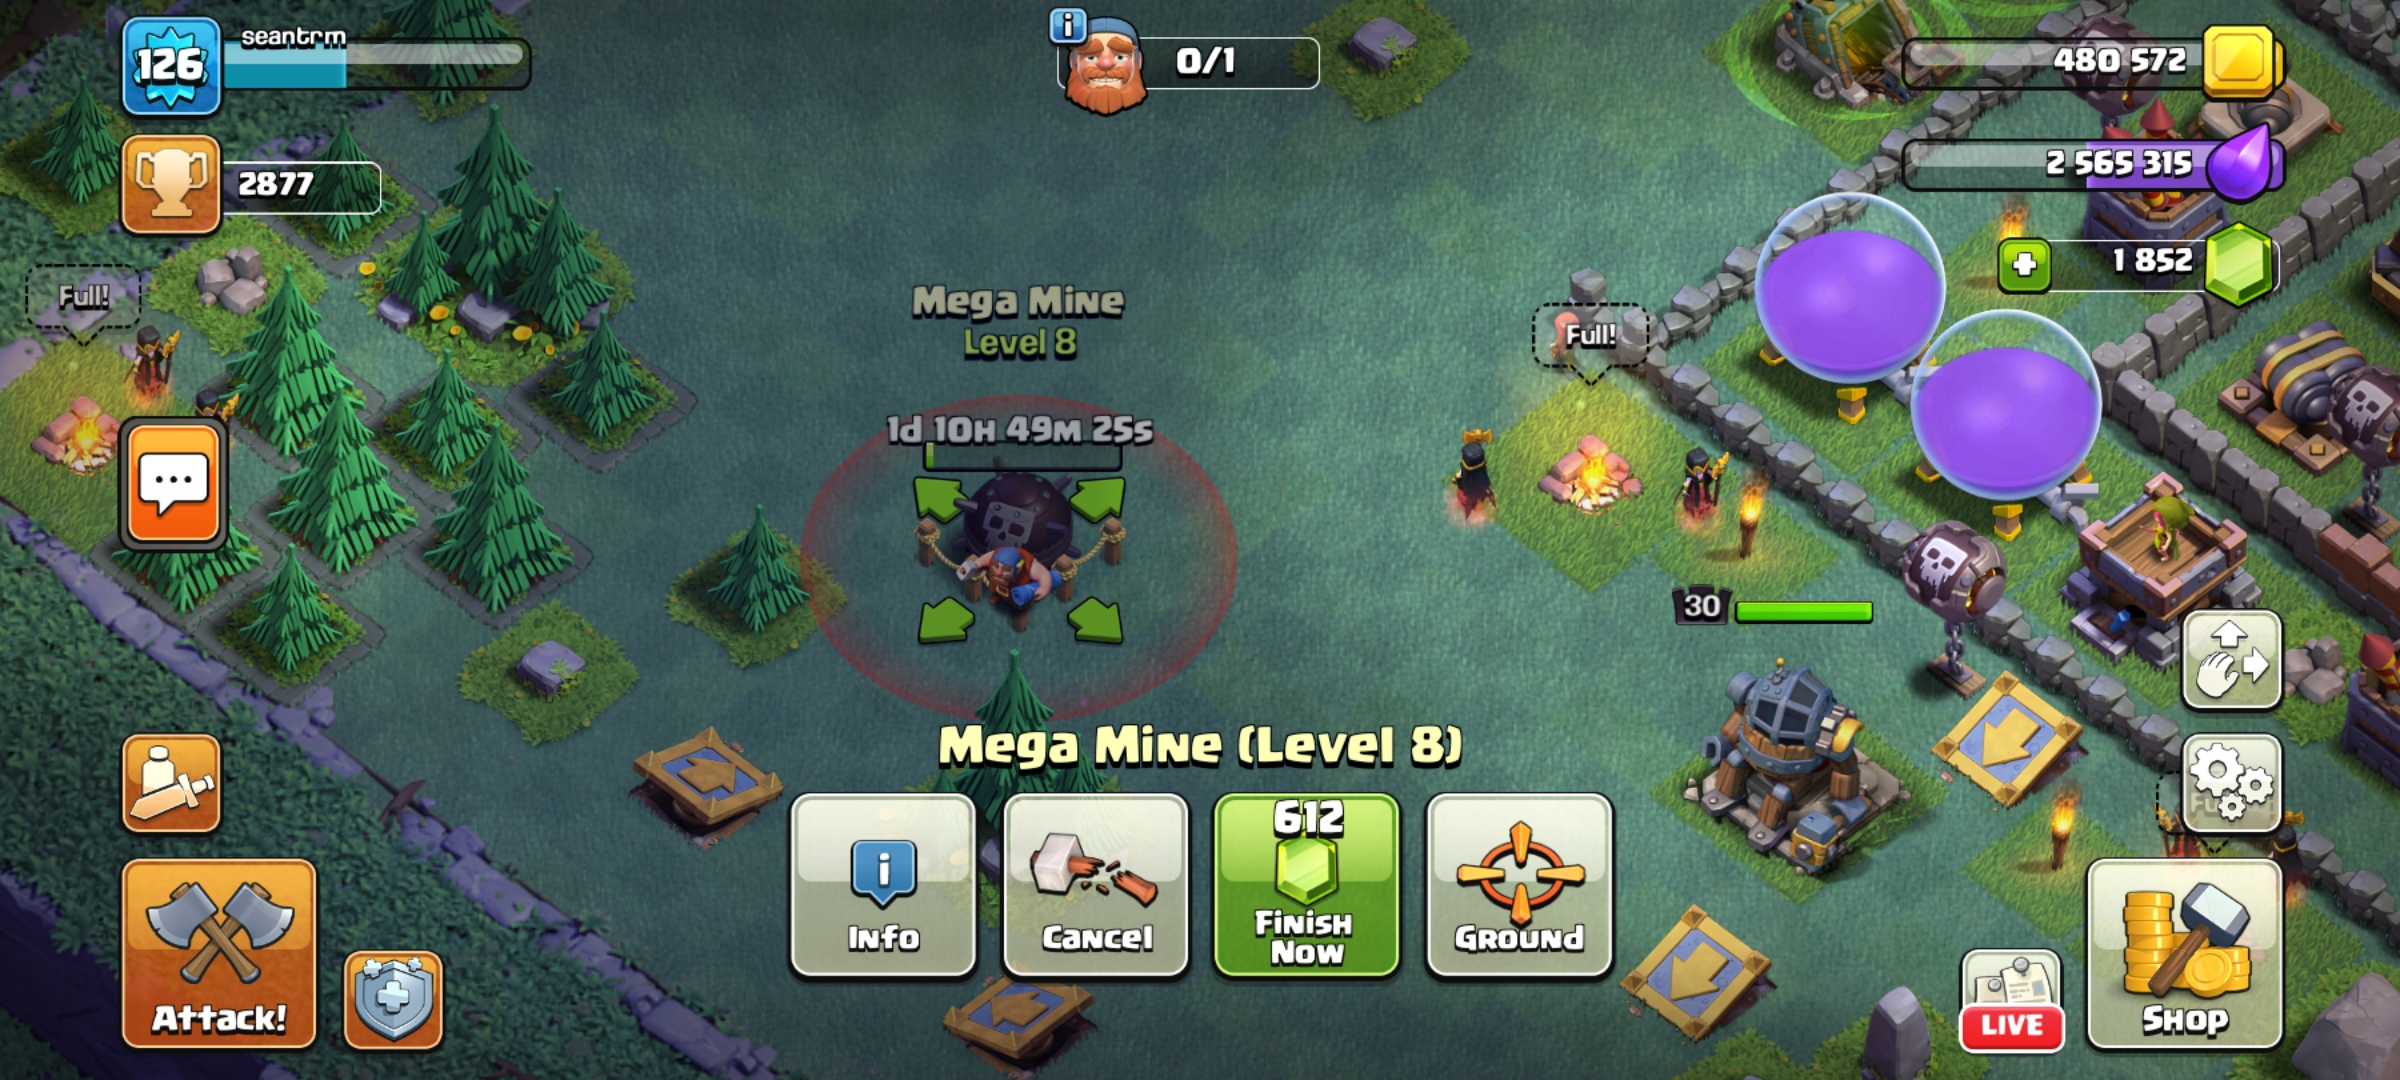 126
seantrm
0/1
480 572
2877
2 565 315
1 852
Full!
Full!
Mega Mine
Level 8
1d 10H 49M 25s
30
Mega Mine (Level 8)
Info
Cancel
612
Finish
Now
Ground
Attack!
LIVE
Shop